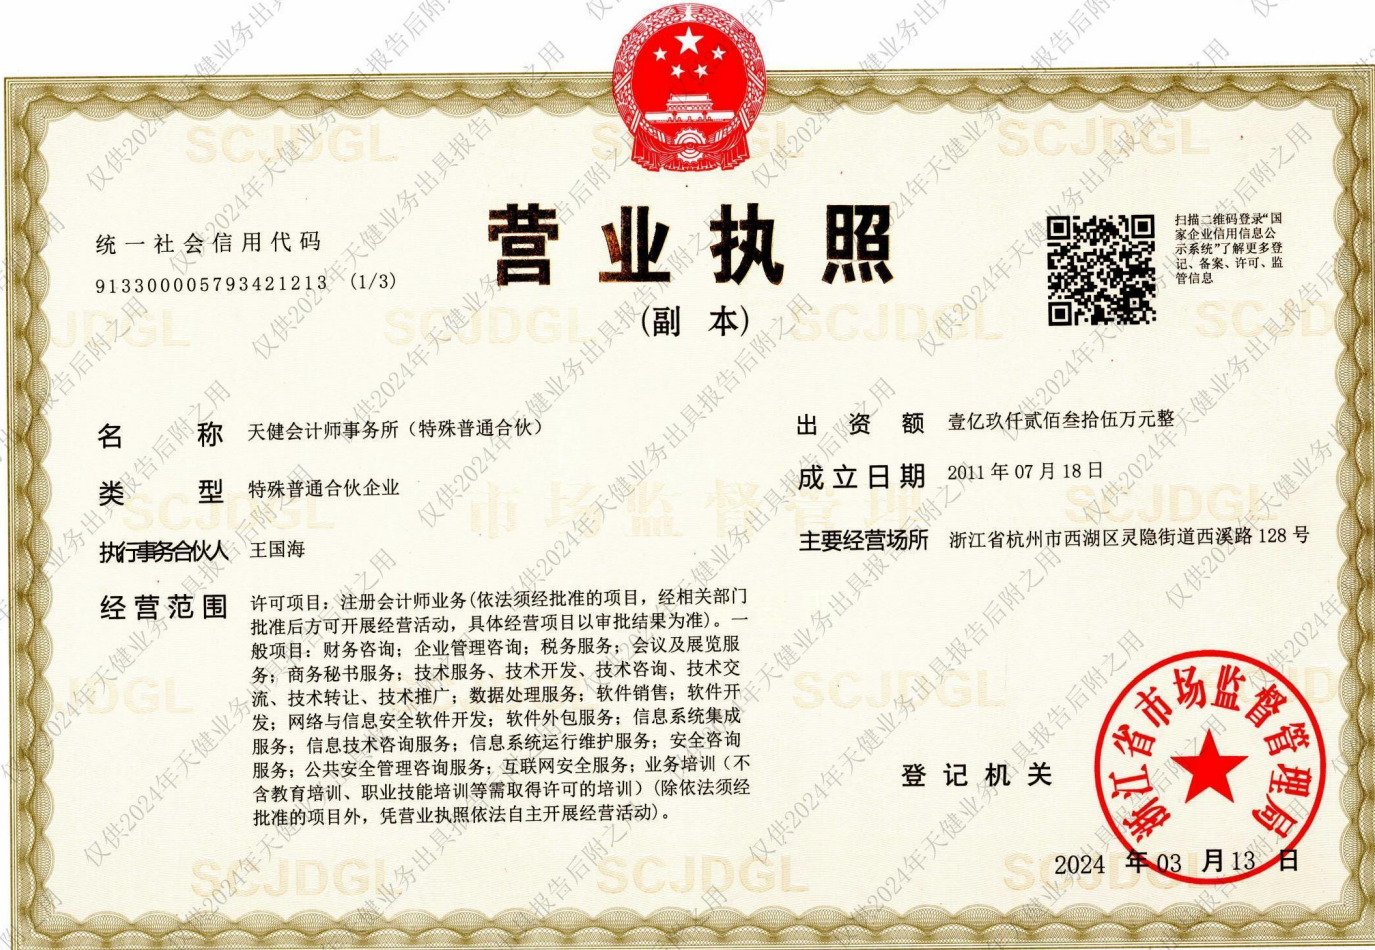 统一社会信用代码
913300005793421213 (1/3)
营业执照
(副 本)
扫描二维码登录“国
家企业信用信息公
示系统”了解更多登
记、备案、许可、监
管信息
名 称 天健会计师事务所（特殊普通合伙）
类 型 特殊普通合伙企业
执行事务合伙人 王国海
经营范围 许可项目：注册会计师业务(依法须经批准的项目，经相关部门
批准后方可开展经营活动，具体经营项目以审批结果为准)。一
般项目：财务咨询；企业管理咨询；税务服务；会议及展览服
务；商务秘书服务；技术服务、技术开发、技术咨询、技术交
流、技术转让、技术推广；数据处理服务；软件销售；软件开
发；网络与信息安全软件开发；软件外包服务；信息系统集成
服务；信息技术咨询服务；信息系统运行维护服务；安全咨询
服务；公共安全管理咨询服务；互联网安全服务；业务培训（不
含教育培训、职业技能培训等需取得许可的培训）(除依法须经
批准的项目外，凭营业执照依法自主开展经营活动)。
出 资 额 壹亿玖仟贰佰叁拾伍万元整
成立日期 2011 年 07 月 18 日
主要经营场所 浙江省杭州市西湖区灵隐街道西溪路 128 号
登记机关
浙江省市场监督管理局
2024 年 03 月 13 日
市场监督管理
SCJDGL
仅供2024年天健业务出具报告后附之用